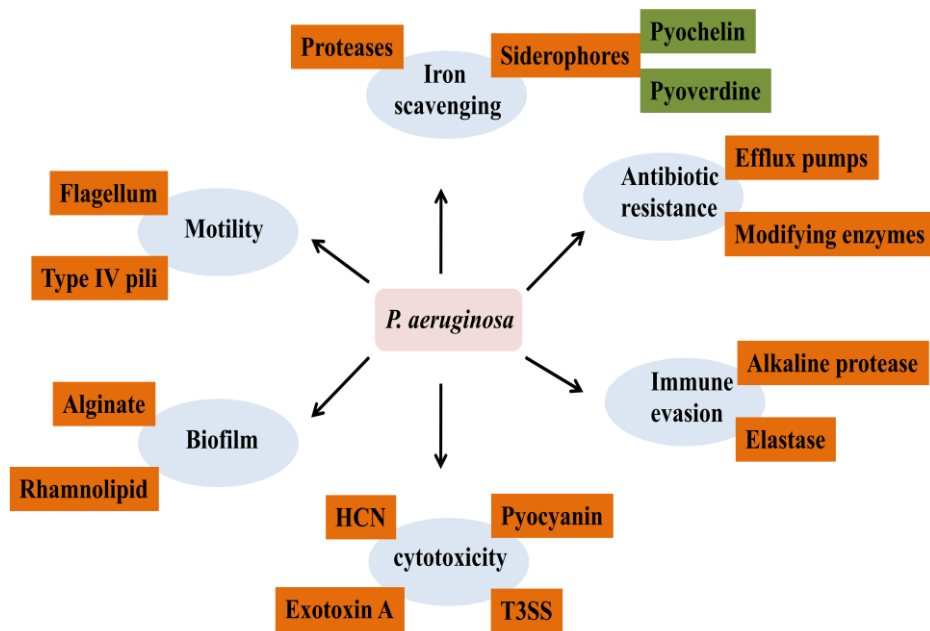 Proteases
Iron
scavenging
Siderophores
Pyochelin
Pyoverdine
Flagellum
Motility
Type IV pili
Antibiotic
resistance
Efflux pumps
Modifying enzymes
P. aeruginosa
Alginate
Biofilm
Rhamnolipid
Immune
evasion
Alkaline protease
Elastase
HCN
Pyocyanin
cytotoxicity
Exotoxin A
T3SS